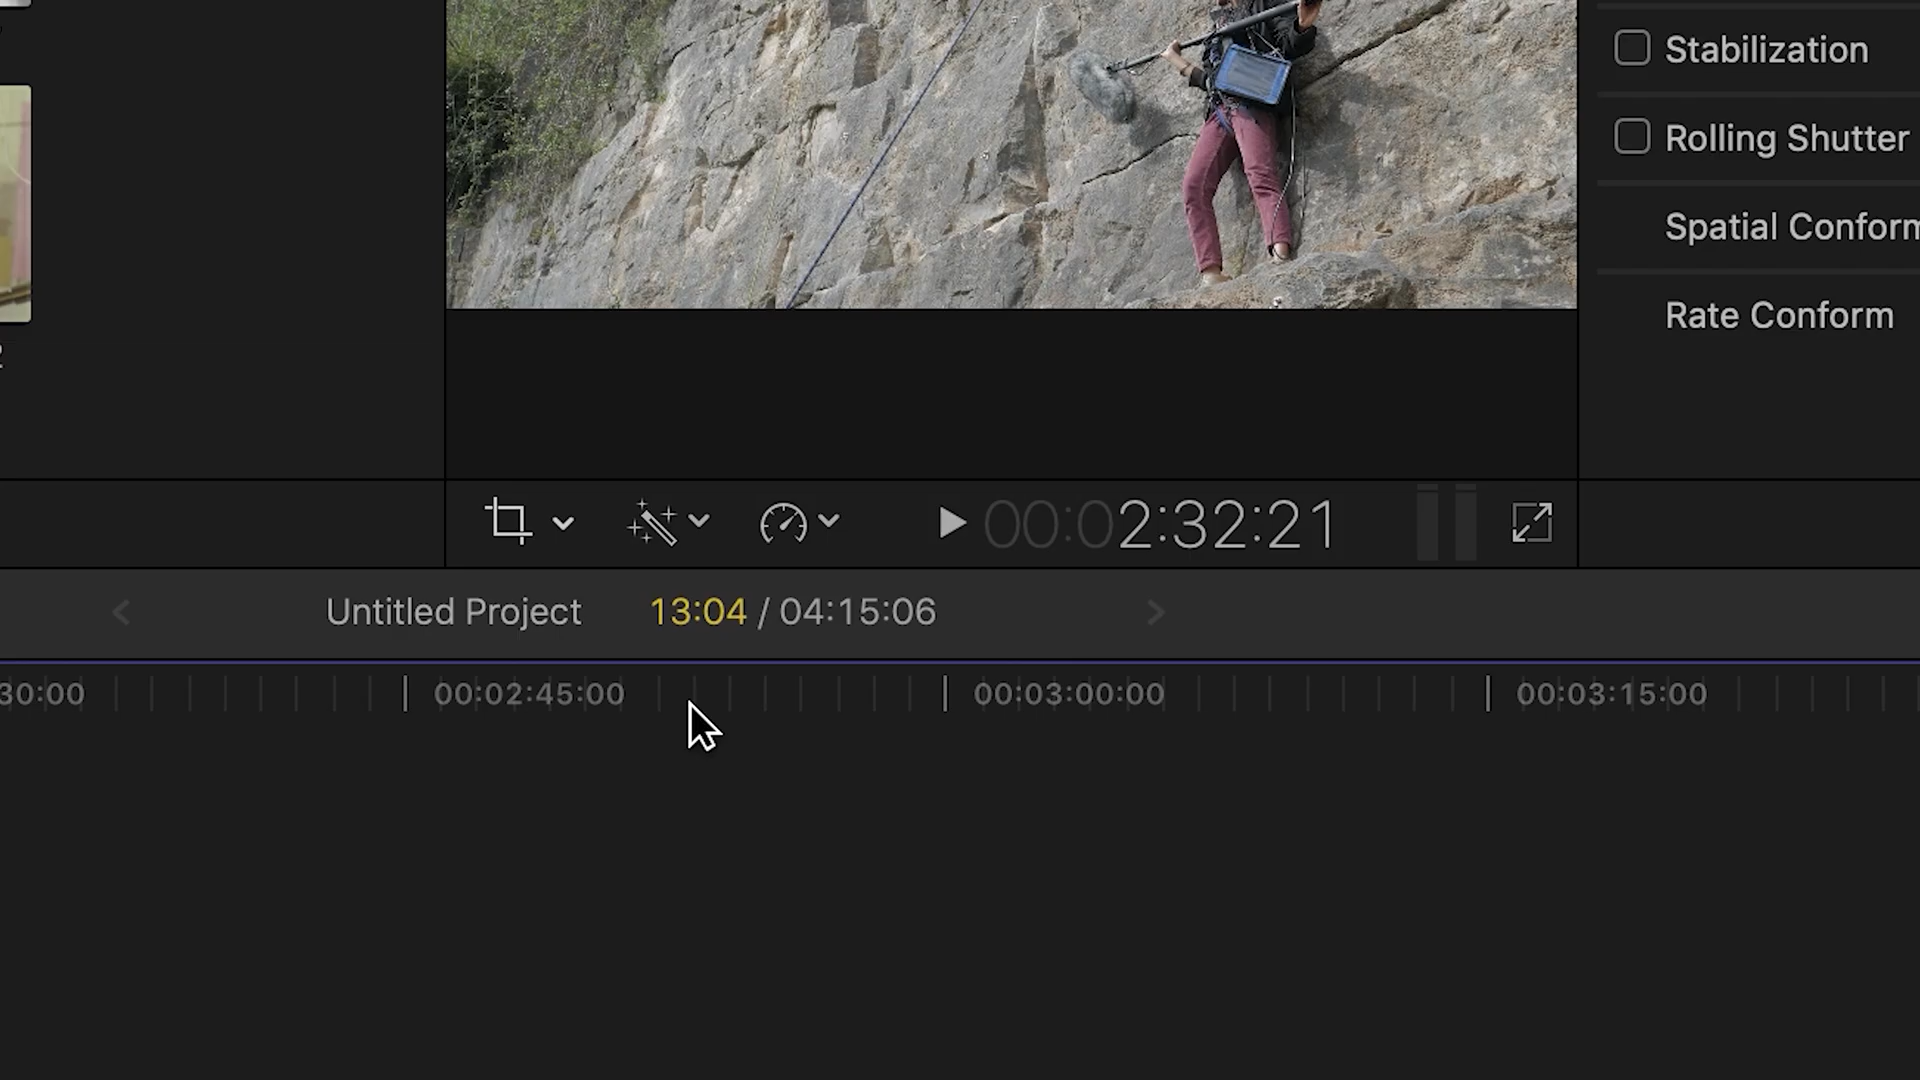 Stabilization
Rolling Shutter
Spatial Conform
Rate Conform
00:02:32:21
Untitled Project 13:04 / 04:15:06
30:00 00:02:45:00 00:03:00:00 00:03:15:00